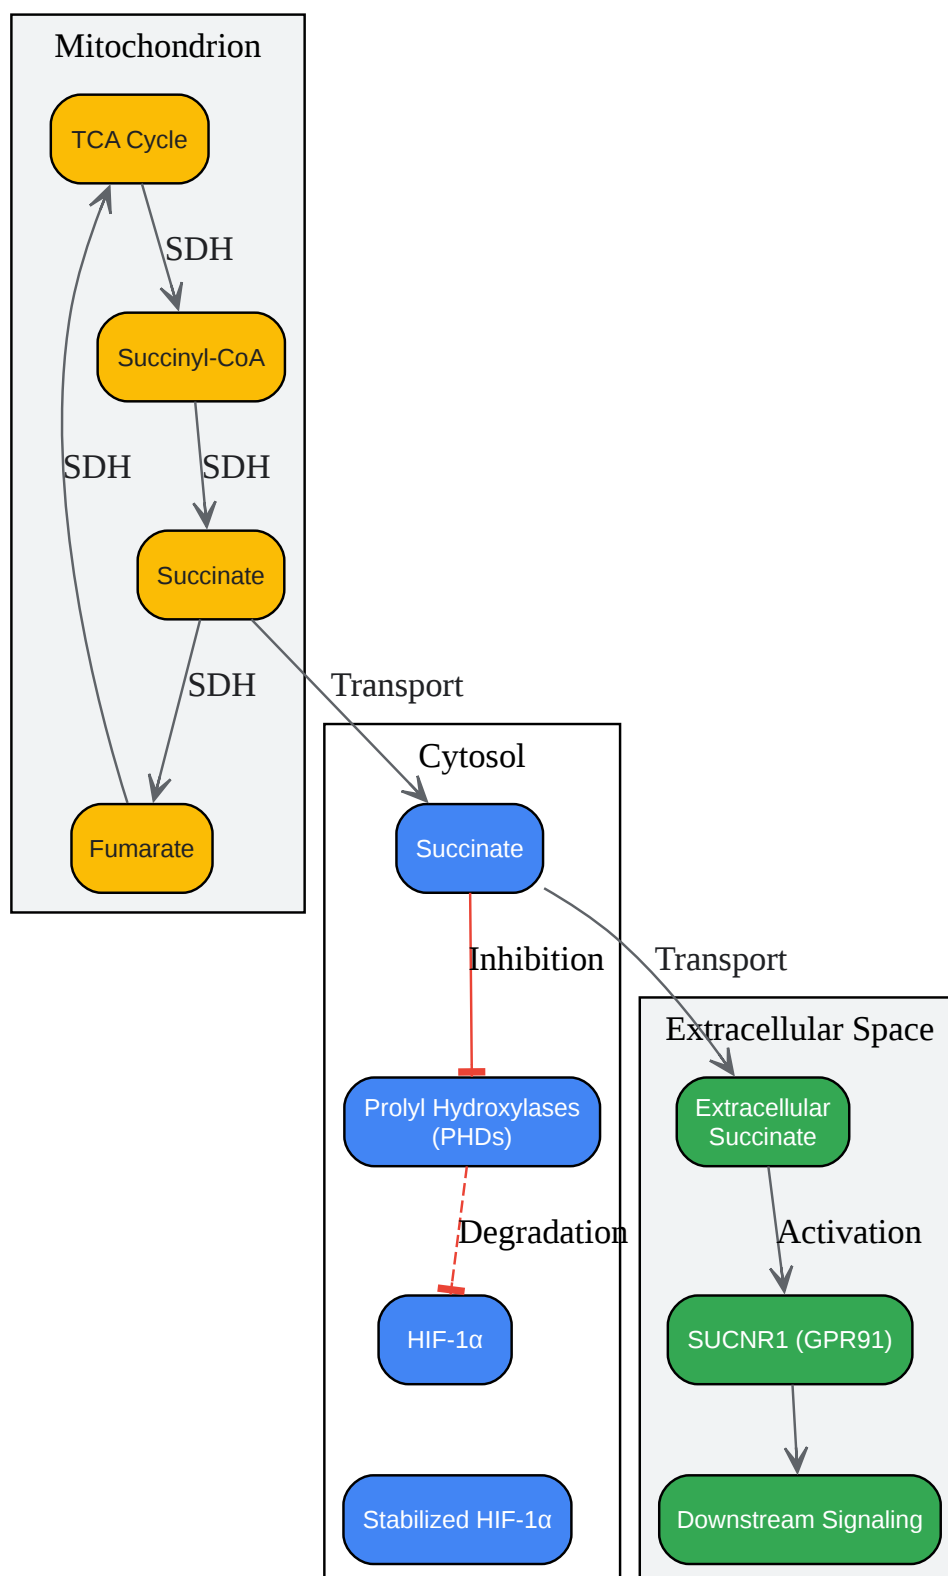 Mitochondrion
TCA Cycle
SDH
Succinyl-CoA
SDH
SDH
Succinate
SDH
Transport
Fumarate
Cytosol
Succinate
Inhibition
Transport
Extracellular Space
Prolyl Hydroxylases
(PHDs)
Extracellular
Succinate
Degradation
Activation
HIF-1α
SUCNR1 (GPR91)
Stabilized HIF-1α
Downstream Signaling